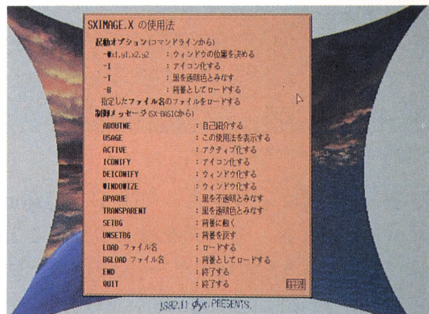 SXIMAGE.X の使用法
起動オプション(コマンドラインから)
-Wx1,y1,x2,y2 :ウィンドウの位置を決める
-I :アイコン化する
-T :黒を透明色とみなす
-B :背景としてロードする
指定したファイル名のファイルをロードする
制御メッセージ(SX-BASICから)
ABOUTME :自己紹介する
USAGE :この使用法を表示する
ACTIVE :アクティブ化する
ICONIFY :アイコン化する
DEICONIFY :ウィンドウ化する
WINDOWIZE :ウィンドウ化する
OPAQUE :黒を不透明とみなす
TRANSPARENT :黒を透明色とみなす
SETBG :背景に敷く
UNSETBG :背景を戻す
LOAD ファイル名 :ロードする
BGLOAD ファイル名 :背景としてロードする
END :終了する
QUIT :終了する
PRESENTS.